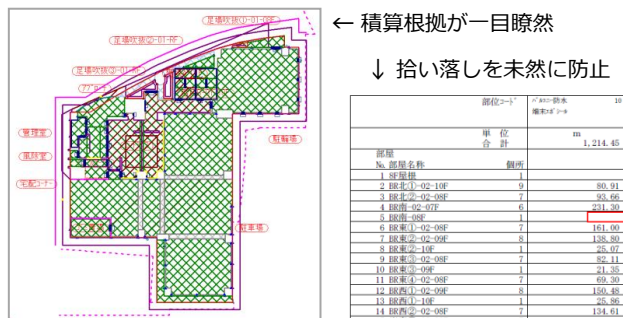 ← 積算根拠が一目瞭然
↓ 拾い落しを未然に防止
足場吹抜①-01-08F
足場吹抜②-01-RF
足場吹抜③-01-RF
管理室
風除室
宅配コーナー
駐輪場
駐車場
部位コード バルコニー防水 10
端末シール
単 位 m
合 計 1,214.45
部屋
No. 部屋名称 個所
1 8F屋根 1
2 BR北①-02-10F 9 80.91
3 BR北②-02-08F 7 93.66
4 BR南-02-07F 6 231.30
5 BR南-08F 1
6 BR東①-02-08F 7 161.00
7 BR東②-02-09F 8 138.80
8 BR東②-10F 1 25.07
9 BR東③-02-08F 7 82.11
10 BR東③-09F 1 21.35
11 BR東④-02-08F 7 69.30
12 BR西①-02-09F 8 150.48
13 BR西①-10F 1 25.86
14 BR西②-02-08F 7 134.61